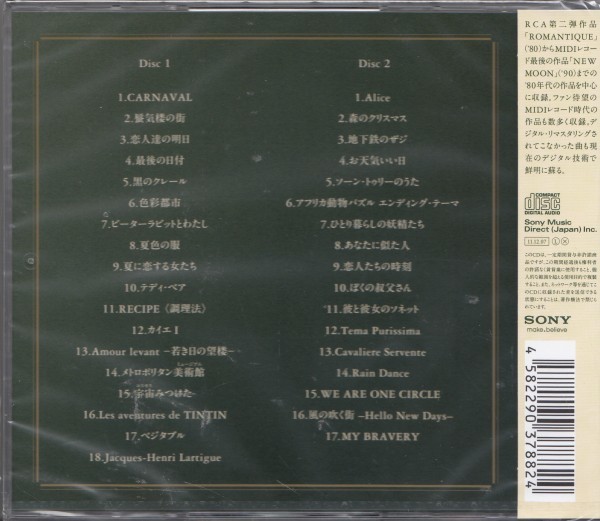 Disc 1
1.CARNAVAL
2.蜃気楼の街
3.恋人達の明日
4.最後の日付
5.黒のクレール
6.色彩都市
7.ピーターラビットとわたし
8.夏色の服
9.夏に恋する女たち
10.テディ・ベア
11.RECIPE〈調理法〉
12.カイエ I
13.Amour levant –若き日の望楼–
14.メトロポリタン美術館
15.宇宙みつけた
16.Les aventures de TINTIN
17.ベジタブル
18.Jacques-Henri Lartigue
Disc 2
1.Alice
2.森のクリスマス
3.地下鉄のザジ
4.お天気いい日
5.ソーン・トゥリーのうた
6.アフリカ動物パズル エンディング・テーマ
7.ひとり暮らしの妖精たち
8.あなたに似た人
9.恋人たちの時刻
10.ぼくの叔父さん
11.彼と彼女のソネット
12.Tema Purissima
13.Cavaliere Servente
14.Rain Dance
15.WE ARE ONE CIRCLE
16.風の吹く街 –Hello New Days–
17.MY BRAVERY
RCA第二弾作品
「ROMANTIQUE」
('80)からMIDIレコー
ド最後の作品「NEW
MOON」('90)までの
'80年代の作品を中心
に収録。ファン待望の
MIDIレコード時代の
作品も数多く収録。デ
ジタル・リマスタリングさ
れてこなかった曲も現
在のデジタル技術で
鮮明に蘇る。
COMPACT
disc
DIGITAL AUDIO
Sony Music
Direct (Japan) Inc.
11.12.07
SONY
make.believe
4582290378824